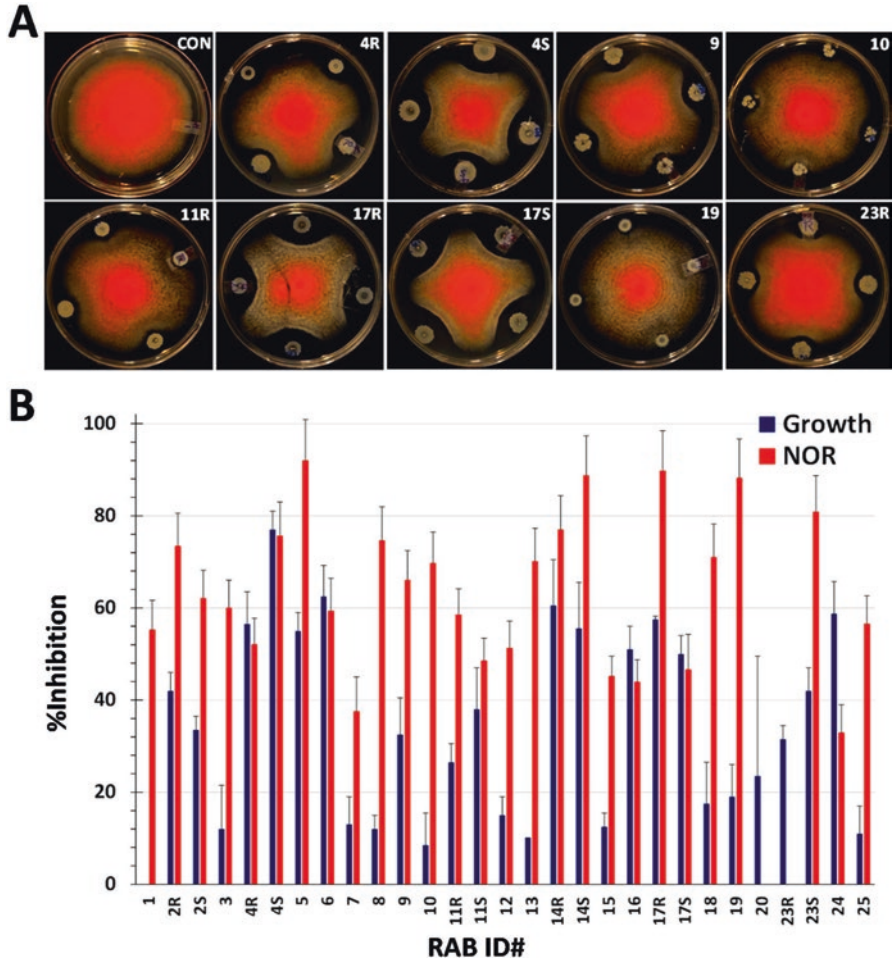 A
CON
4R
4S
9
10
11R
17R
17S
19
23R
B
Growth
NOR
%Inhibition
100
80
60
40
20
0
1
2R
2S
3
4R
4S
5
6
7
8
9
10
11R
11S
12
13
14R
14S
15
16
17R
17S
18
19
20
23R
23S
24
25
RAB ID#